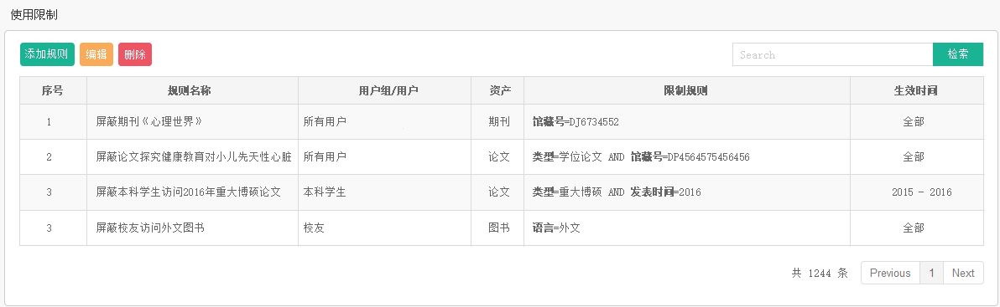 使用限制
添加规则 编辑 删除 Search 检索
序号 规则名称 用户组/用户 资产 限制规则 生效时间
1 屏蔽期刊《心理世界》 所有用户 期刊 馆藏号=DJ6734552 全部
2 屏蔽论文探究健康教育对小儿先天性心脏 所有用户 论文 类型=学位论文 AND 馆藏号=DP4564575456456 全部
3 屏蔽本科学生访问2016年重大博硕论文 本科学生 论文 类型=重大博硕 AND 发表时间=2016 2015 - 2016
3 屏蔽校友访问外文图书 校友 图书 语言=外文 全部
共 1244 条 Previous 1 Next